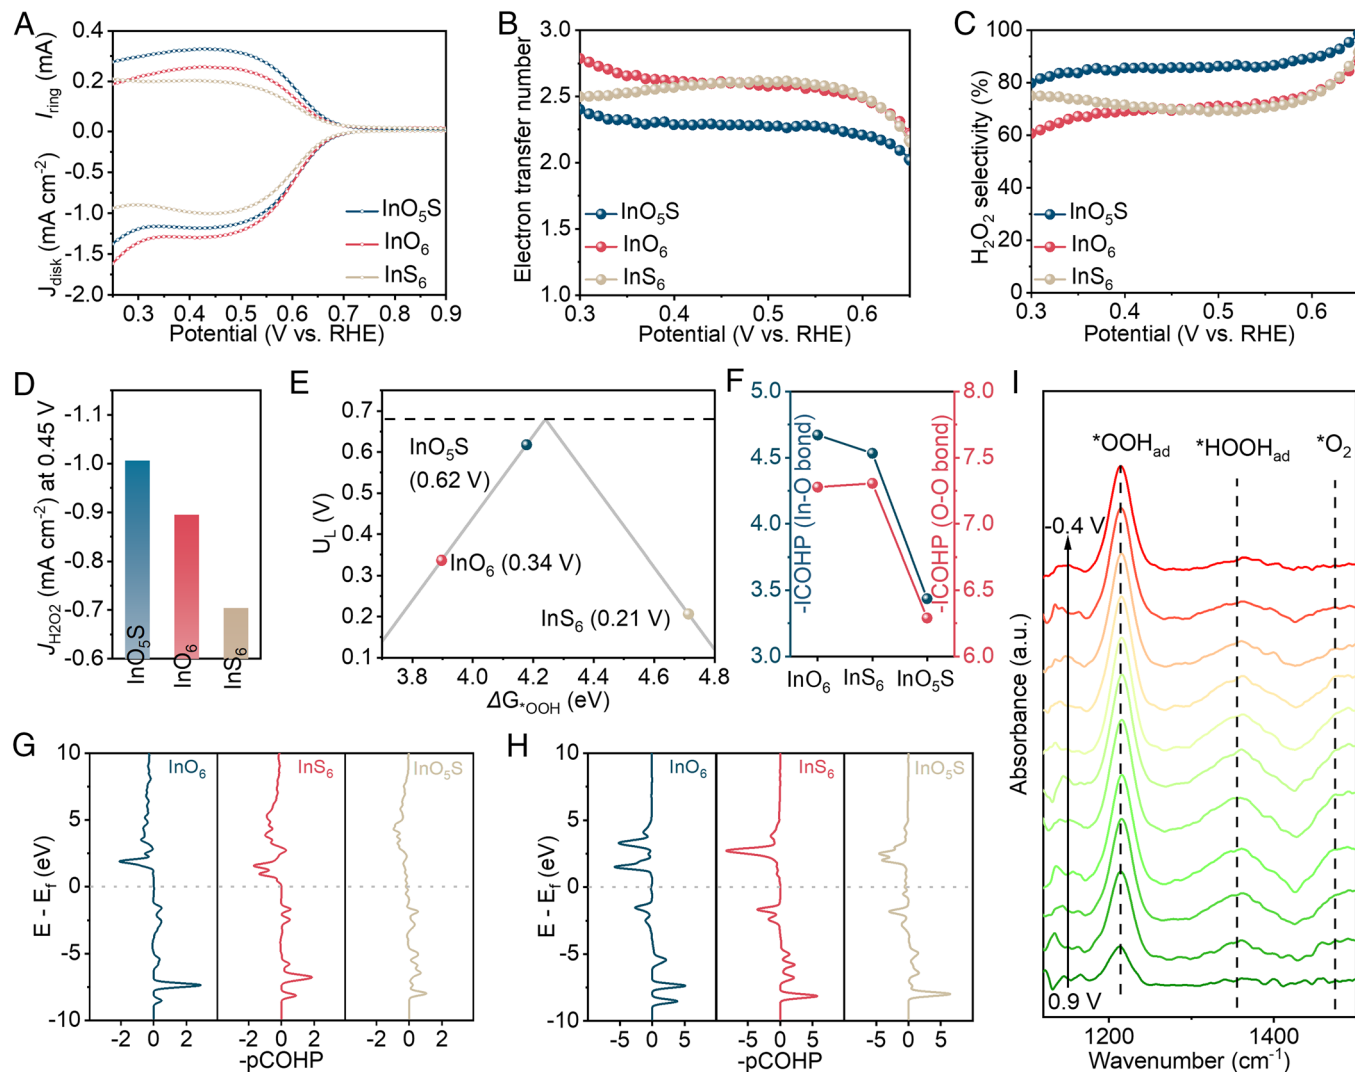 A
0.4
0.2
0.0
-0.5
-1.0
-1.5
-2.0
I_ring (mA)
J_disk (mA cm⁻²)
InO₅S
InO₆
InS₆
0.3 0.4 0.5 0.6 0.7 0.8 0.9
Potential (V vs. RHE)
B
3.0
2.5
2.0
1.5
1.0
Electron transfer number
InO₅S
InO₆
InS₆
0.3 0.4 0.5 0.6
Potential (V vs. RHE)
C
100
80
60
40
20
0
H₂O₂ selectivity (%)
InO₅S
InO₆
InS₆
0.3 0.4 0.5 0.6
Potential (V vs. RHE)
D
-1.1
-1.0
-0.9
-0.8
-0.7
-0.6
J_H2O2 (mA cm⁻²) at 0.45 V
InO₅S
InO₆
InS₆
E
0.7
0.6
0.5
0.4
0.3
0.2
0.1
U_L (V)
InO₅S
(0.62 V)
InO₆ (0.34 V)
InS₆ (0.21 V)
3.8 4.0 4.2 4.4 4.6 4.8
ΔG*OOH (eV)
F
5.0
4.5
4.0
3.5
3.0
-ICOHP (In-O bond)
8.0
7.5
7.0
6.5
6.0
-ICOHP (O-O bond)
InO₆ InS₆ InO₅S
G
10
5
0
-5
-10
E - E_f (eV)
InO₆
InS₆
InO₅S
-2 0 2 -2 0 2 -2 0 2
-pCOHP
H
10
5
0
-5
-10
E - E_f (eV)
InO₆
InS₆
InO₅S
-5 0 5 -5 0 5 -5 0 5
-pCOHP
I
*OOH_ad
*HOOH_ad
*O₂
-0.4 V
0.9 V
Absorbance (a.u.)
1200 1400
Wavenumber (cm⁻¹)